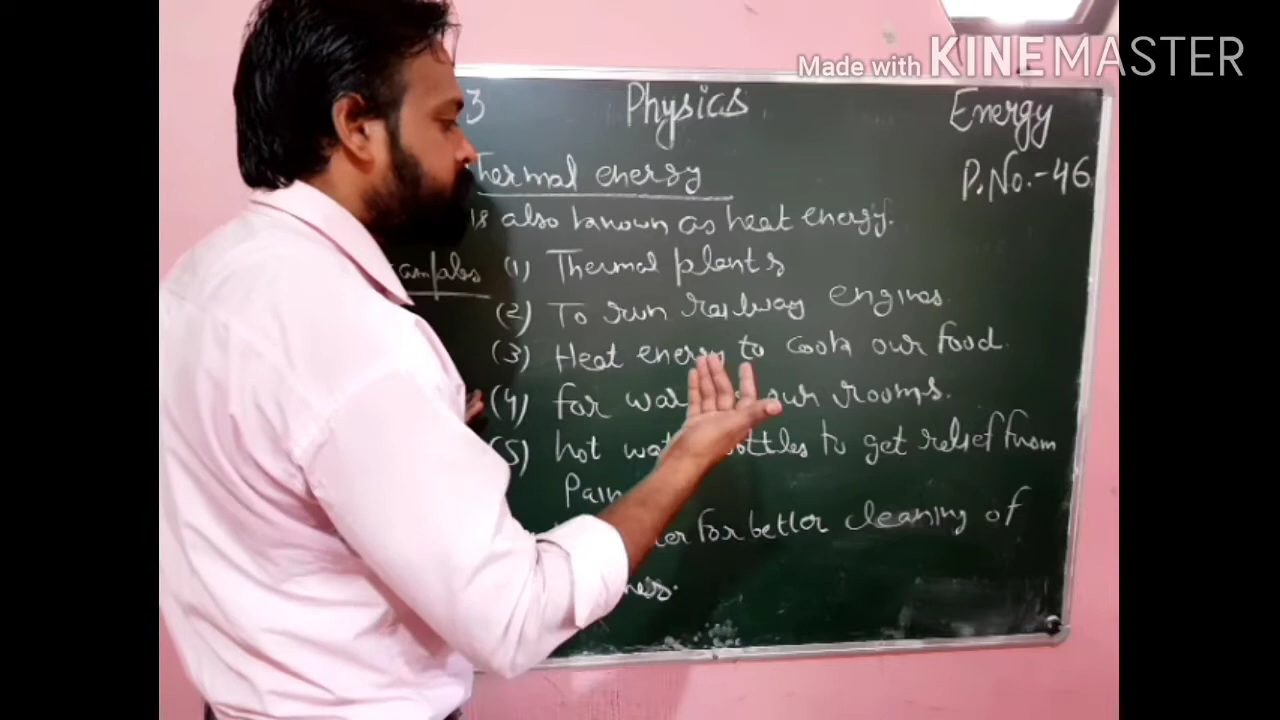 Made with KINEMASTER
3 Physics Energy
Thermal energy P.No.-46
is also known as heat energy.
(1) Thermal plants
(2) To run railway engines.
(3) Heat energy to cook our food.
(4) for our rooms.
(5) hot bottles to get relief from
Pain
for better cleaning of